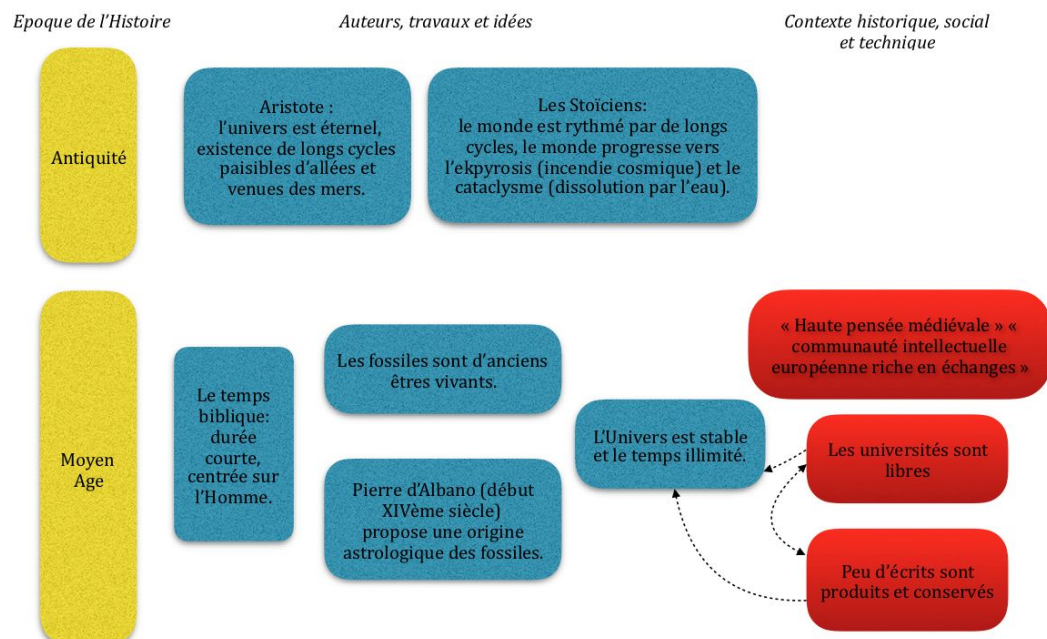 Epoque de l'Histoire
Auteurs, travaux et idées
Contexte historique, social
et technique
Antiquité
Aristote :
l'univers est éternel,
existence de longs cycles
paisibles d'allées et
venues des mers.
Les Stoïciens:
le monde est rythmé par de longs
cycles, le monde progresse vers
l'ekpyrosis (incendie cosmique) et le
cataclysme (dissolution par l'eau).
Moyen
Age
Le temps
biblique:
durée
courte,
centrée sur
l'Homme.
Les fossiles sont d'anciens
êtres vivants.
Pierre d'Albano (début
XIVème siècle)
propose une origine
astrologique des fossiles.
L'Univers est stable
et le temps illimité.
« Haute pensée médiévale » «
communauté intellectuelle
européenne riche en échanges »
Les universités sont
libres
Peu d'écrits sont
produits et conservés